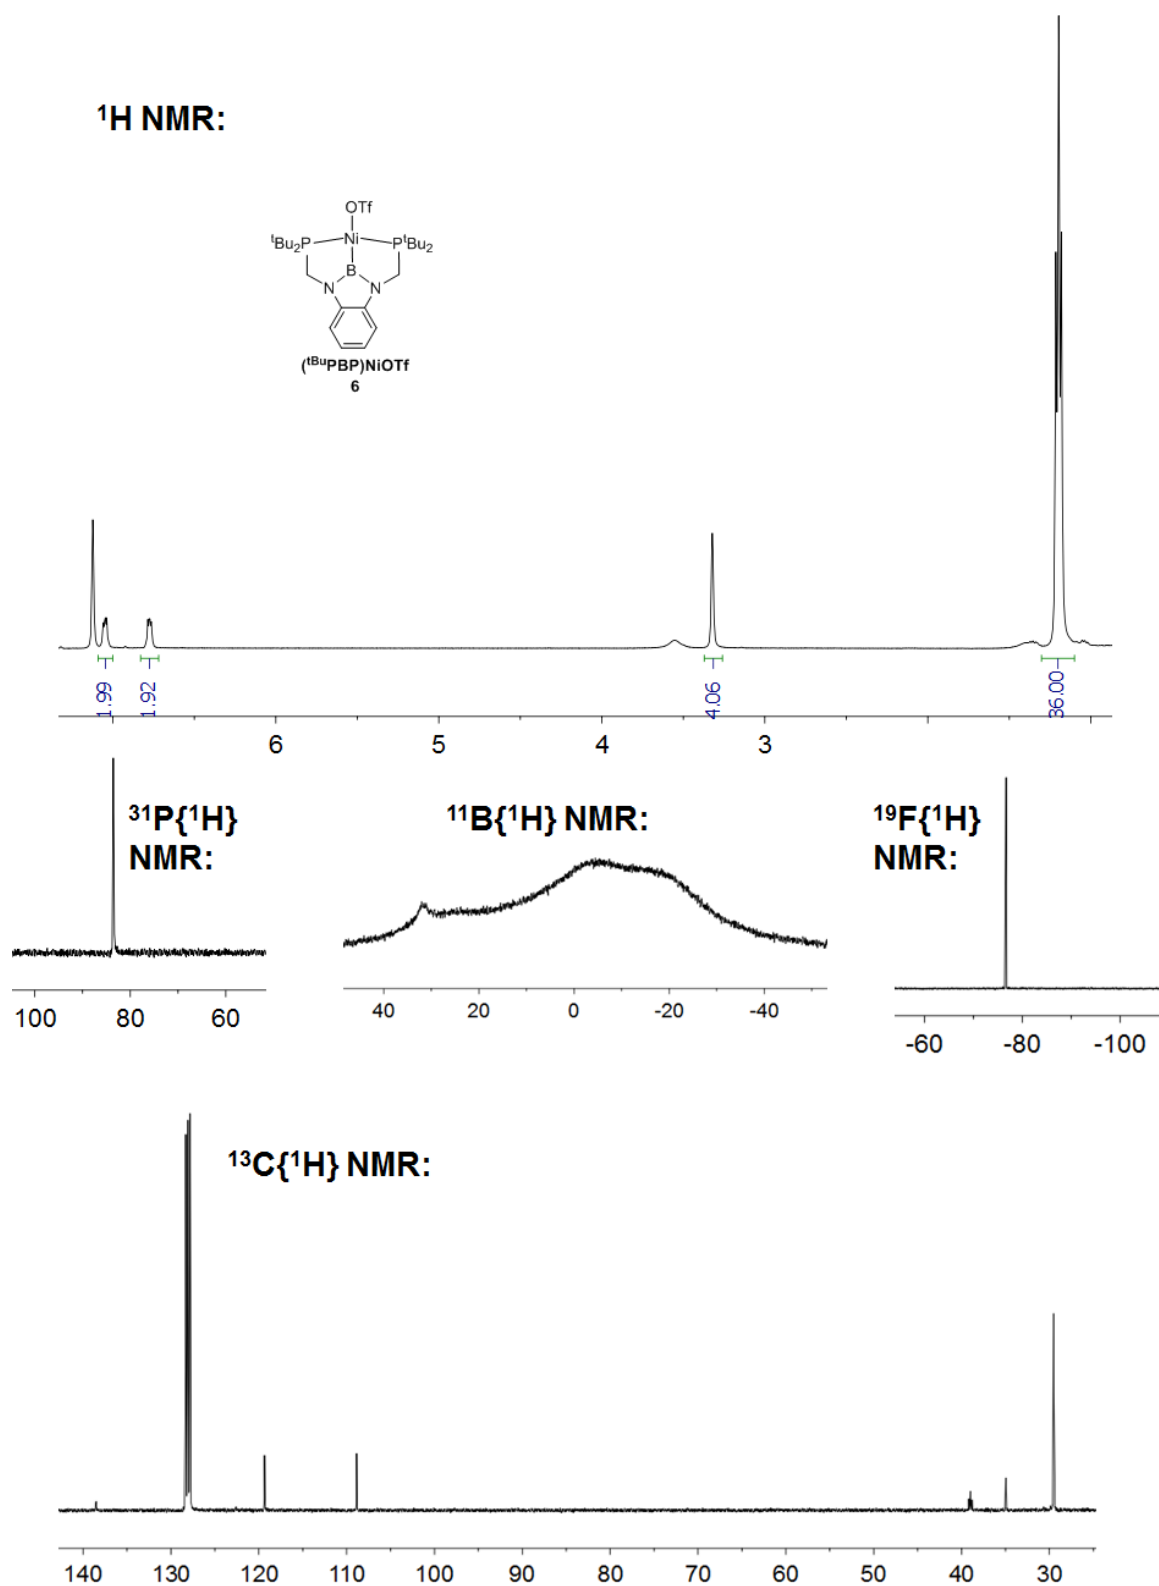 ¹H NMR:
OTf
ᵗBu₂P Ni PᵗBu₂
B
N N
(ᵗᴮᵘPBP)NiOTf
6
1.99 1.92 4.06 36.00
6 5 4 3
³¹P{¹H} NMR:
100 80 60
¹¹B{¹H} NMR:
40 20 0 -20 -40
¹⁹F{¹H} NMR:
-60 -80 -100
¹³C{¹H} NMR:
140 130 120 110 100 90 80 70 60 50 40 30